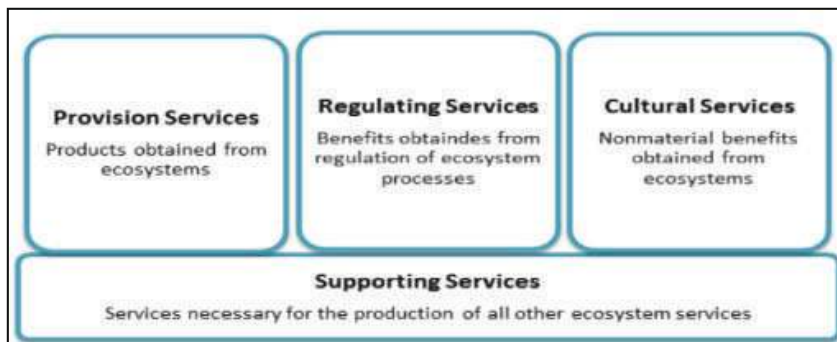 Provision Services
Products obtained from
ecosystems
Regulating Services
Benefits obtaindes from
regulation of ecosystem
processes
Cultural Services
Nonmaterial benefits
obtained from
ecosystems
Supporting Services
Services necessary for the production of all other ecosystem services